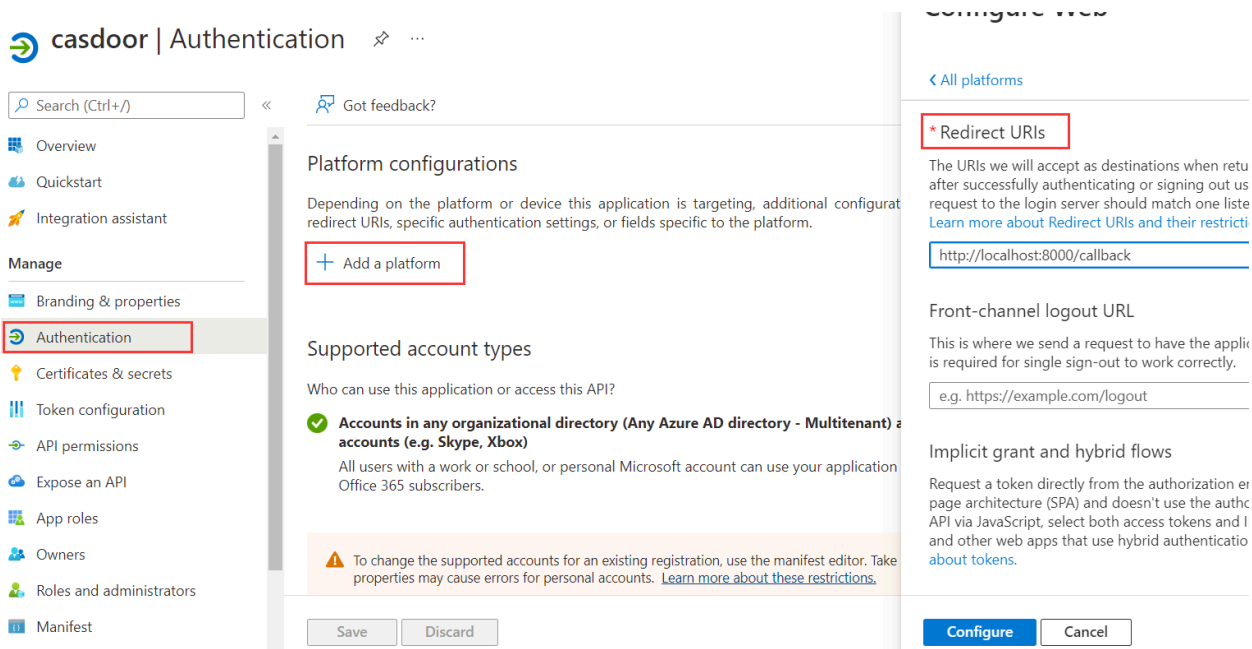 casdoor | Authentication
Search (Ctrl+/)
Overview
Quickstart
Integration assistant
Manage
Branding & properties
Authentication
Certificates & secrets
Token configuration
API permissions
Expose an API
App roles
Owners
Roles and administrators
Manifest
Got feedback?
Platform configurations
Depending on the platform or device this application is targeting, additional configurat
redirect URIs, specific authentication settings, or fields specific to the platform.
Add a platform
Supported account types
Who can use this application or access this API?
Accounts in any organizational directory (Any Azure AD directory - Multitenant) a
accounts (e.g. Skype, Xbox)
All users with a work or school, or personal Microsoft account can use your application
Office 365 subscribers.
To change the supported accounts for an existing registration, use the manifest editor. Take
properties may cause errors for personal accounts. Learn more about these restrictions.
Save
Discard
Configure Web
All platforms
* Redirect URIs
The URIs we will accept as destinations when retu
after successfully authenticating or signing out us
request to the login server should match one liste
Learn more about Redirect URIs and their restricti
http://localhost:8000/callback
Front-channel logout URL
This is where we send a request to have the applic
is required for single sign-out to work correctly.
e.g. https://example.com/logout
Implicit grant and hybrid flows
Request a token directly from the authorization en
page architecture (SPA) and doesn't use the autho
API via JavaScript, select both access tokens and I
and other web apps that use hybrid authenticatio
about tokens.
Configure
Cancel